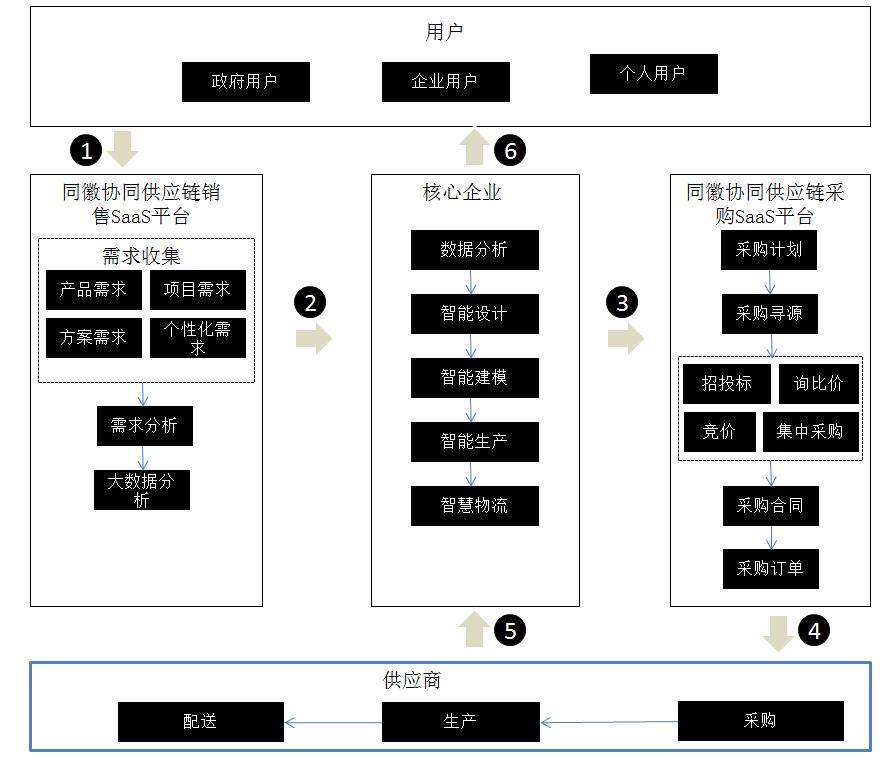 用户
政府用户
企业用户
个人用户
1
6
同徽协同供应链销
售SaaS平台
需求收集
产品需求
项目需求
方案需求
个性化需
求
需求分析
大数据分
析
2
核心企业
数据分析
智能设计
智能建模
智能生产
智慧物流
3
同徽协同供应链采
购SaaS平台
采购计划
采购寻源
招投标
询比价
竞价
集中采购
采购合同
采购订单
5
4
供应商
配送
生产
采购